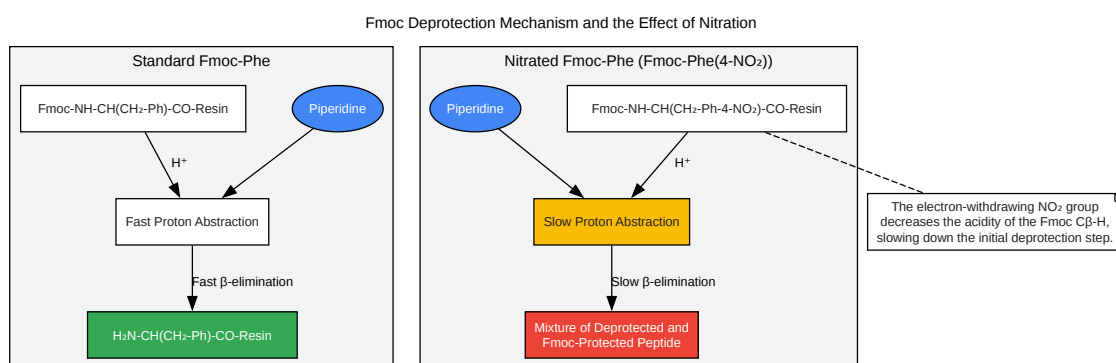 Fmoc Deprotection Mechanism and the Effect of Nitration
Standard Fmoc-Phe
Fmoc-NH-CH(CH₂-Ph)-CO-Resin
Piperidine
H⁺
Fast Proton Abstraction
Fast β-elimination
H₂N-CH(CH₂-Ph)-CO-Resin
Nitrated Fmoc-Phe (Fmoc-Phe(4-NO₂))
Piperidine
Fmoc-NH-CH(CH₂-Ph-4-NO₂)-CO-Resin
H⁺
Slow Proton Abstraction
Slow β-elimination
Mixture of Deprotected and
Fmoc-Protected Peptide
The electron-withdrawing NO₂ group
decreases the acidity of the Fmoc Cβ-H,
slowing down the initial deprotection step.